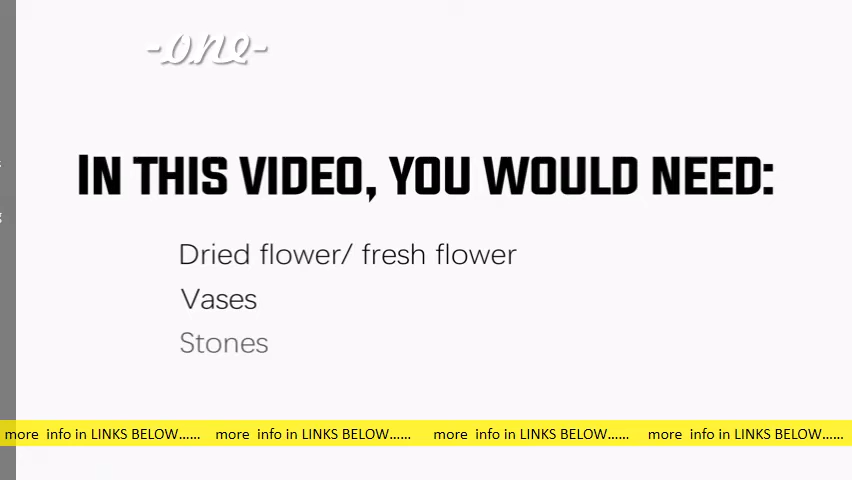 -one-
IN THIS VIDEO, YOU WOULD NEED:
Dried flower/ fresh flower
Vases
Stones
more info in LINKS BELOW...... more info in LINKS BELOW...... more info in LINKS BELOW...... more info in LINKS BELOW......